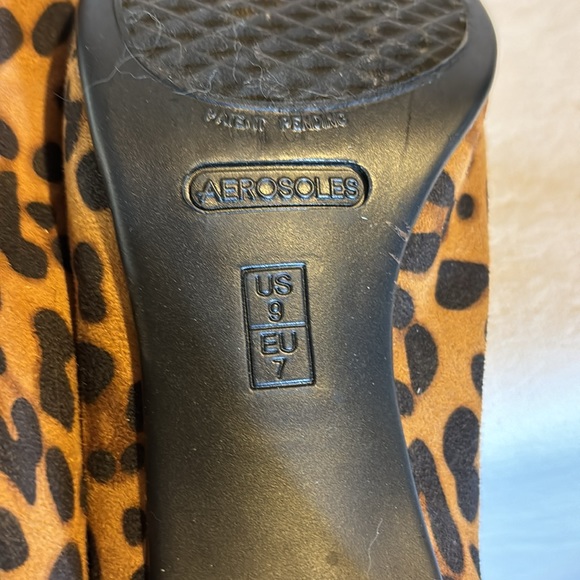 PATENT PENDING
AEROSOLES
US
9
EU
7